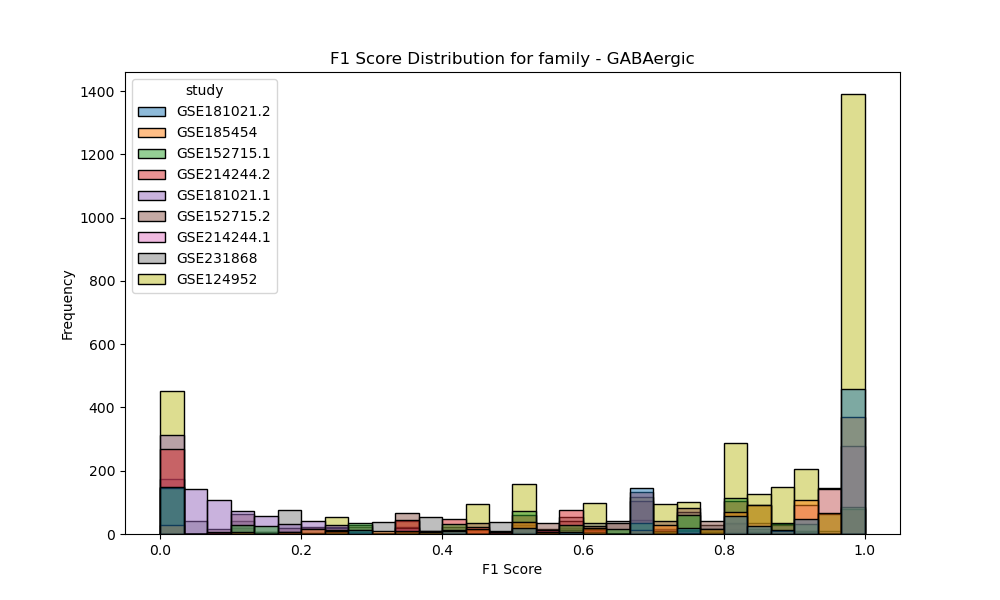 F1 Score Distribution for family - GABAergic
study
GSE181021.2
GSE185454
GSE152715.1
GSE214244.2
GSE181021.1
GSE152715.2
GSE214244.1
GSE231868
GSE124952
1400
1200
1000
800
600
400
200
0
Frequency
0.0 0.2 0.4 0.6 0.8 1.0
F1 Score